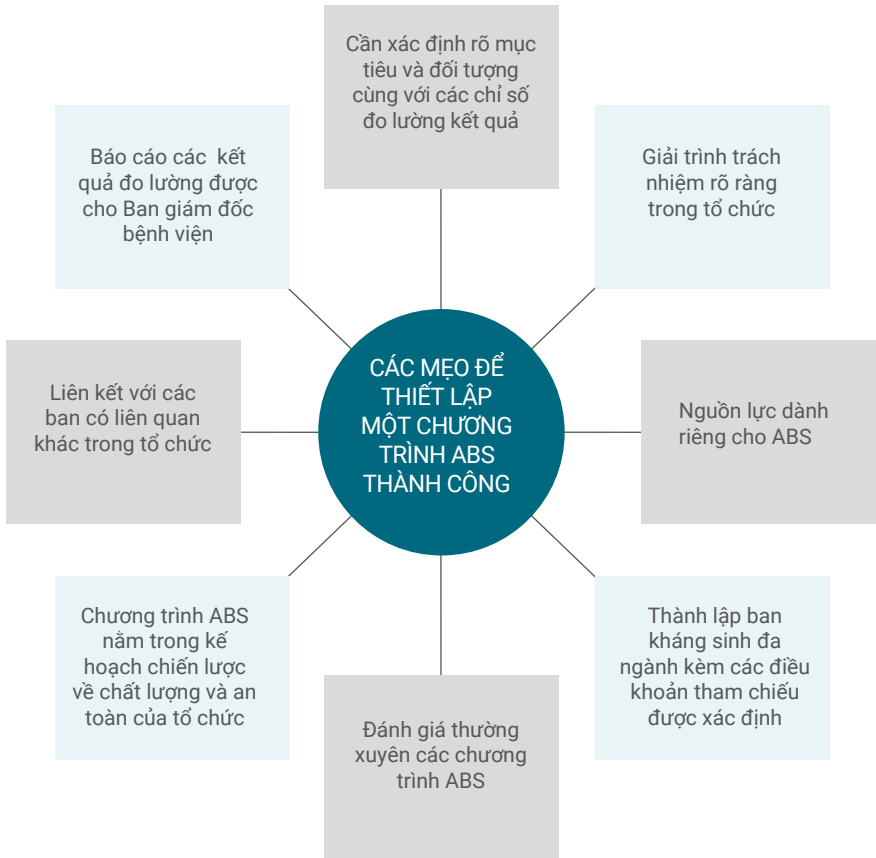 Cần xác định rõ mục
tiêu và đối tượng
cùng với các chỉ số
đo lường kết quả
Báo cáo các kết
quả đo lường được
cho Ban giám đốc
bệnh viện
Giải trình trách
nhiệm rõ ràng
trong tổ chức
CÁC MẸO ĐỂ
THIẾT LẬP
MỘT CHƯƠNG
TRÌNH ABS
THÀNH CÔNG
Liên kết với các
ban có liên quan
khác trong tổ chức
Nguồn lực dành
riêng cho ABS
Chương trình ABS
nằm trong kế
hoạch chiến lược
về chất lượng và an
toàn của tổ chức
Thành lập ban
kháng sinh đa
ngành kèm các điều
khoản tham chiếu
được xác định
Đánh giá thường
xuyên các chương
trình ABS